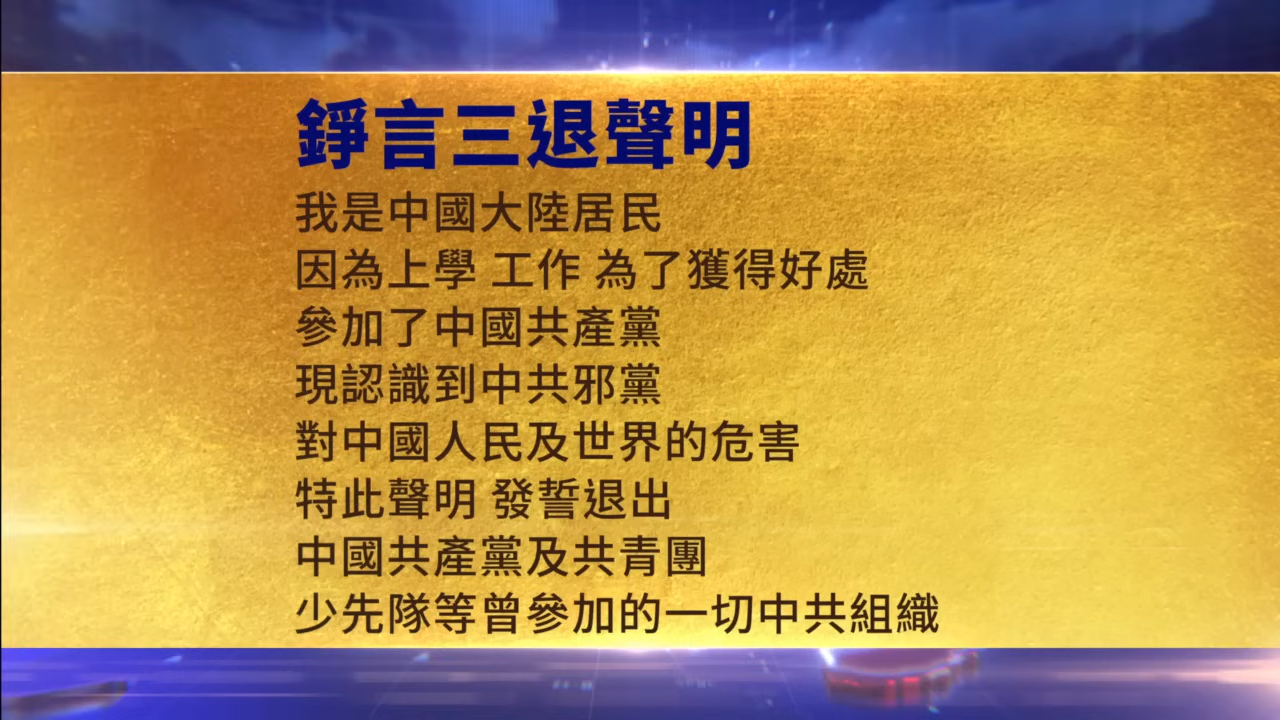 錚言三退聲明
我是中國大陸居民
因為上學 工作 為了獲得好處
參加了中國共產黨
現認識到中共邪黨
對中國人民及世界的危害
特此聲明 發誓退出
中國共產黨及共青團
少先隊等曾參加的一切中共組織